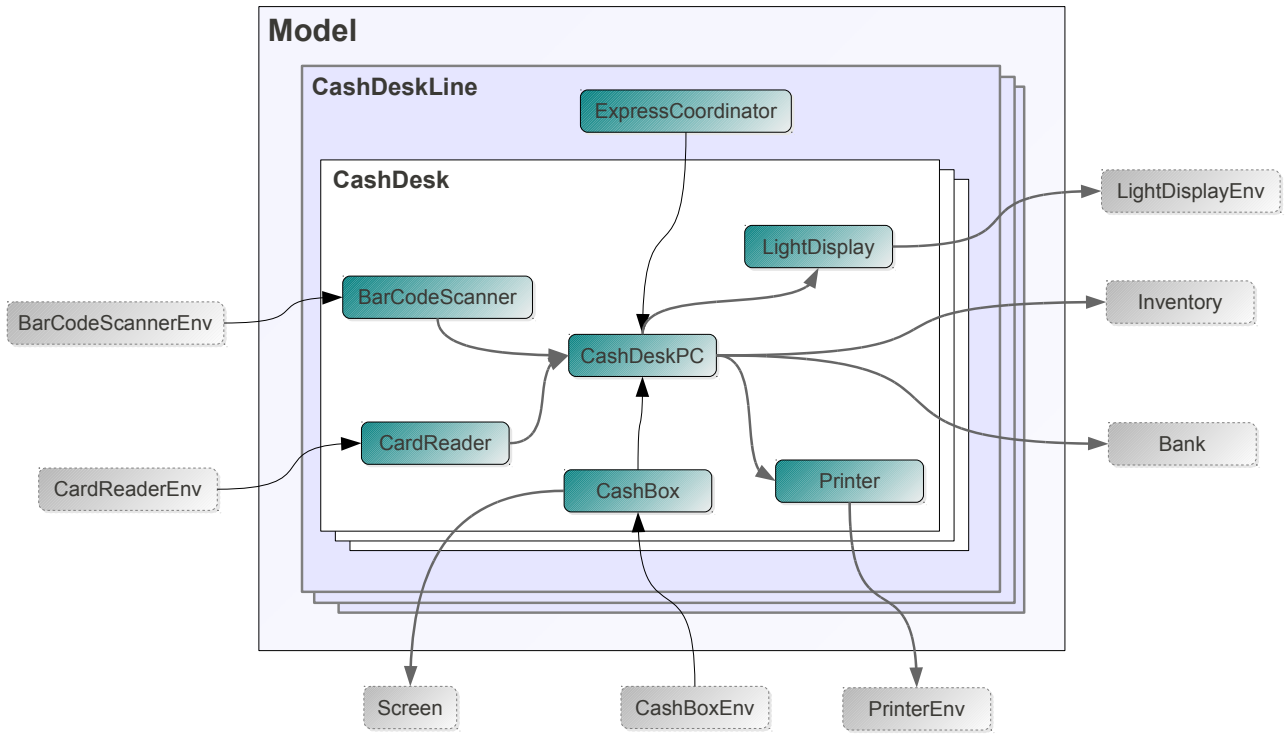 Model
CashDeskLine
ExpressCoordinator
CashDesk
LightDisplayEnv
LightDisplay
BarCodeScanner
Inventory
BarCodeScannerEnv
CashDeskPC
CardReader
Bank
CardReaderEnv
CashBox
Printer
Screen
CashBoxEnv
PrinterEnv